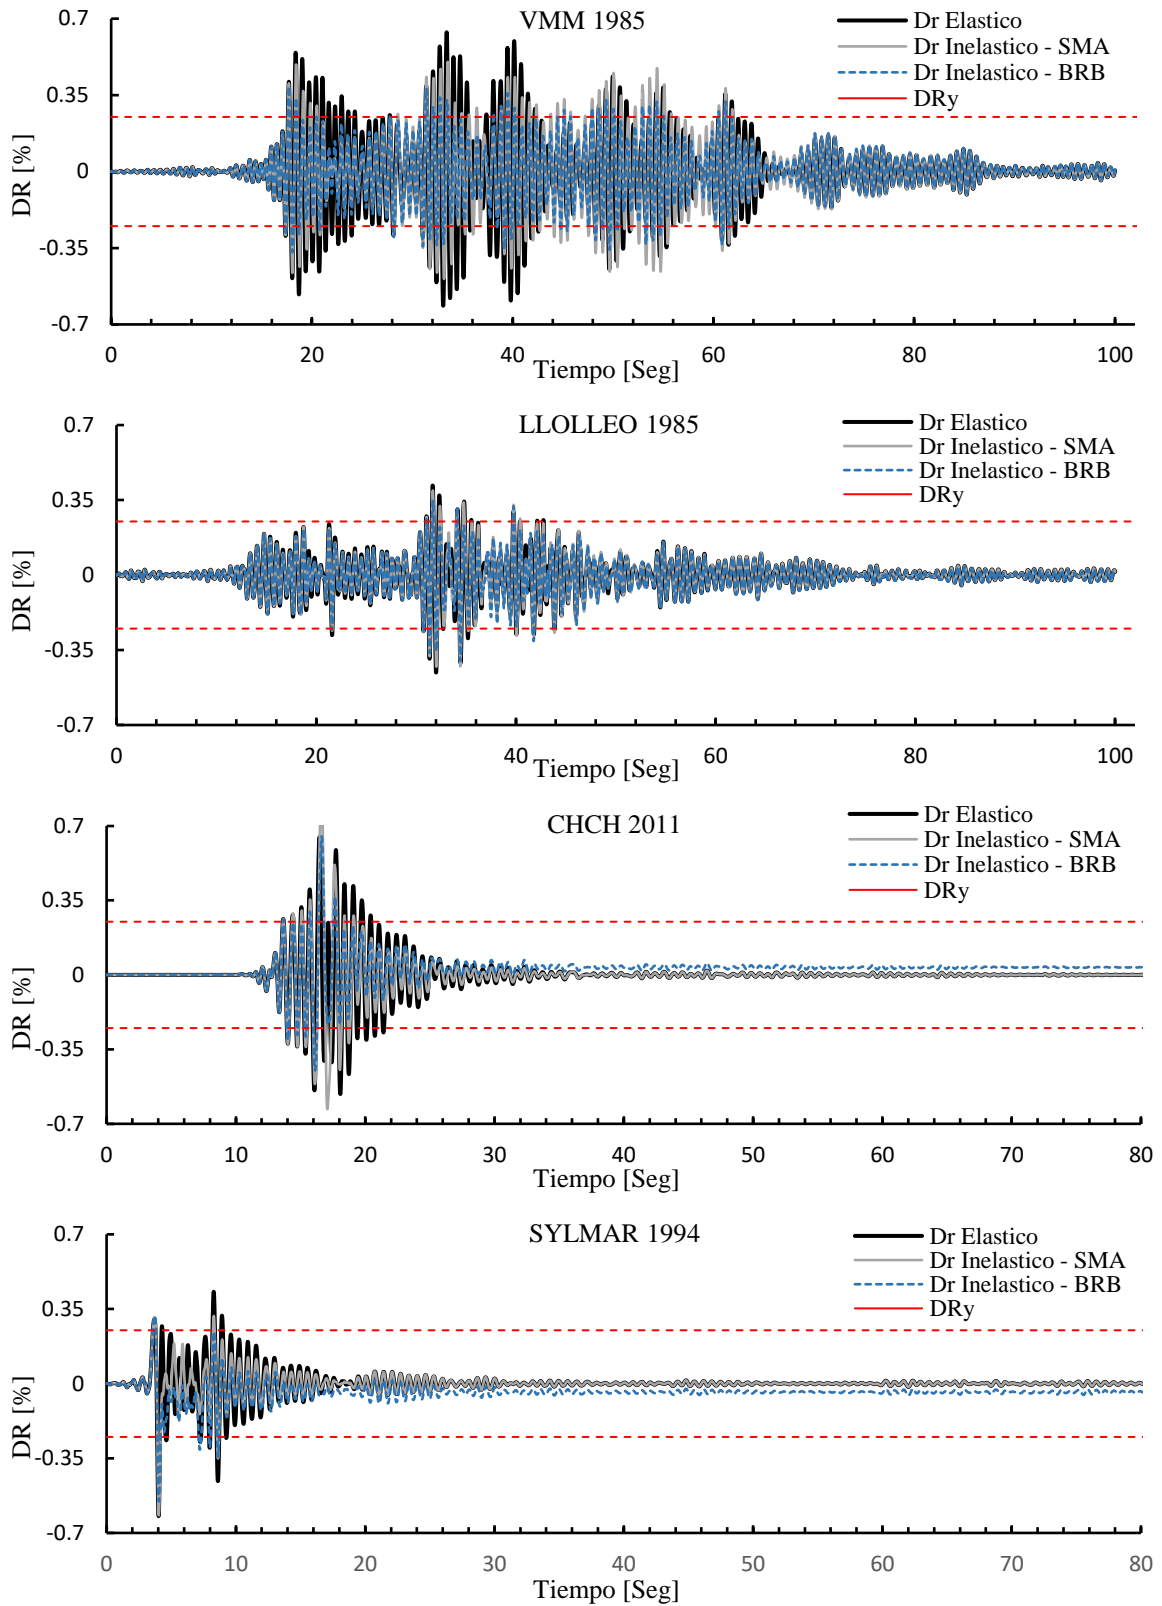 VMM 1985
Dr Elastico
Dr Inelastico - SMA
Dr Inelastico - BRB
DRy
0.7
0.35
0
-0.35
-0.7
DR [%]
0 20 40 60 80 100
Tiempo [Seg]
LLOLLEO 1985
Dr Elastico
Dr Inelastico - SMA
Dr Inelastico - BRB
DRy
0.7
0.35
0
-0.35
-0.7
DR [%]
0 20 40 60 80 100
Tiempo [Seg]
CHCH 2011
Dr Elastico
Dr Inelastico - SMA
Dr Inelastico - BRB
DRy
0.7
0.35
0
-0.35
-0.7
DR [%]
0 10 20 30 40 50 60 70 80
Tiempo [Seg]
SYLMAR 1994
Dr Elastico
Dr Inelastico - SMA
Dr Inelastico - BRB
DRy
0.7
0.35
0
-0.35
-0.7
DR [%]
0 10 20 30 40 50 60 70 80
Tiempo [Seg]